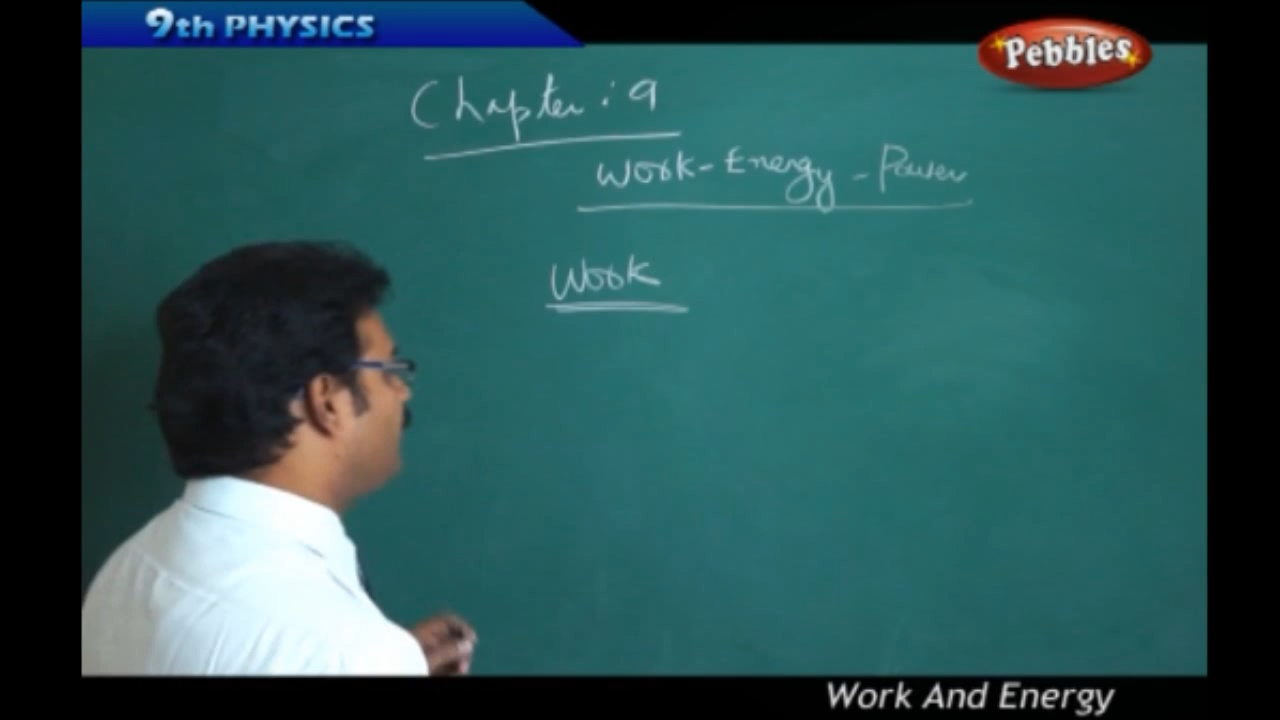 9th PHYSICS
Pebbles
Chapter : 9
Work - Energy - Power
Work
Work And Energy